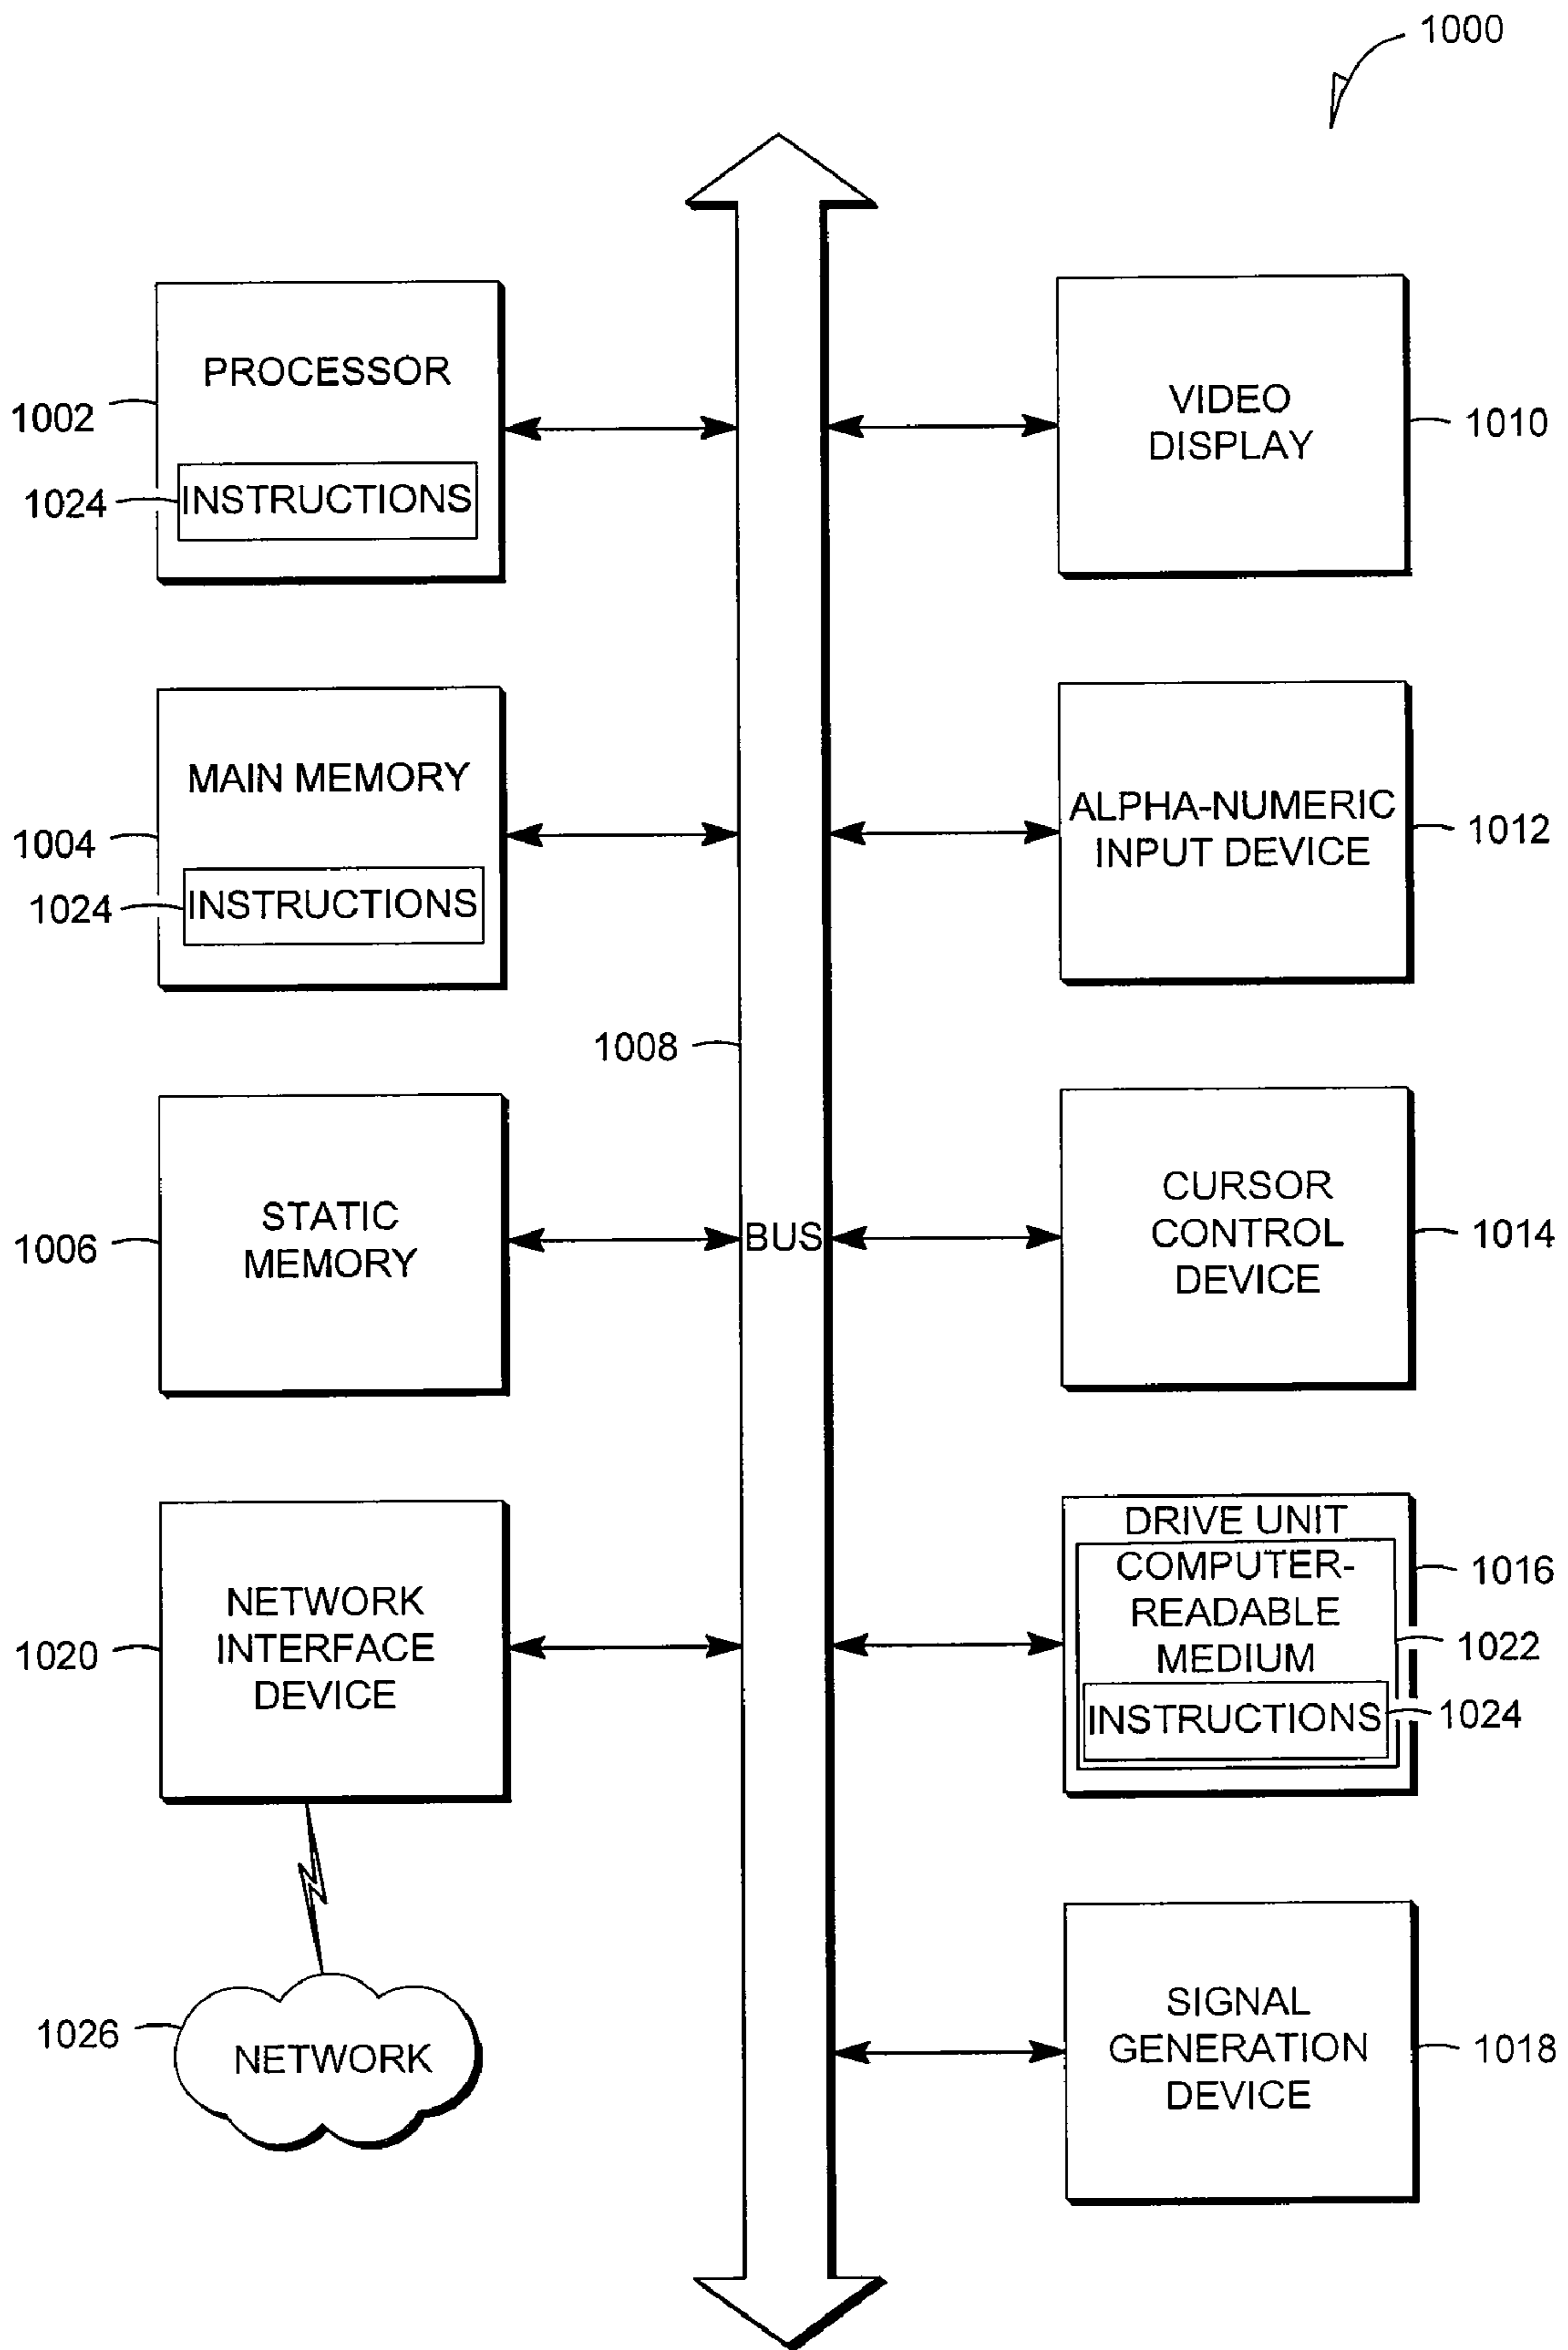 1000
PROCESSOR
1002
1024
INSTRUCTIONS
VIDEO
DISPLAY
1010
MAIN MEMORY
1004
1024
INSTRUCTIONS
ALPHA-NUMERIC
INPUT DEVICE
1012
1008
STATIC
MEMORY
1006
BUS
CURSOR
CONTROL
DEVICE
1014
NETWORK
INTERFACE
DEVICE
1020
DRIVE UNIT
1016
COMPUTER-
READABLE
MEDIUM
1022
INSTRUCTIONS
1024
1026
NETWORK
SIGNAL
GENERATION
DEVICE
1018